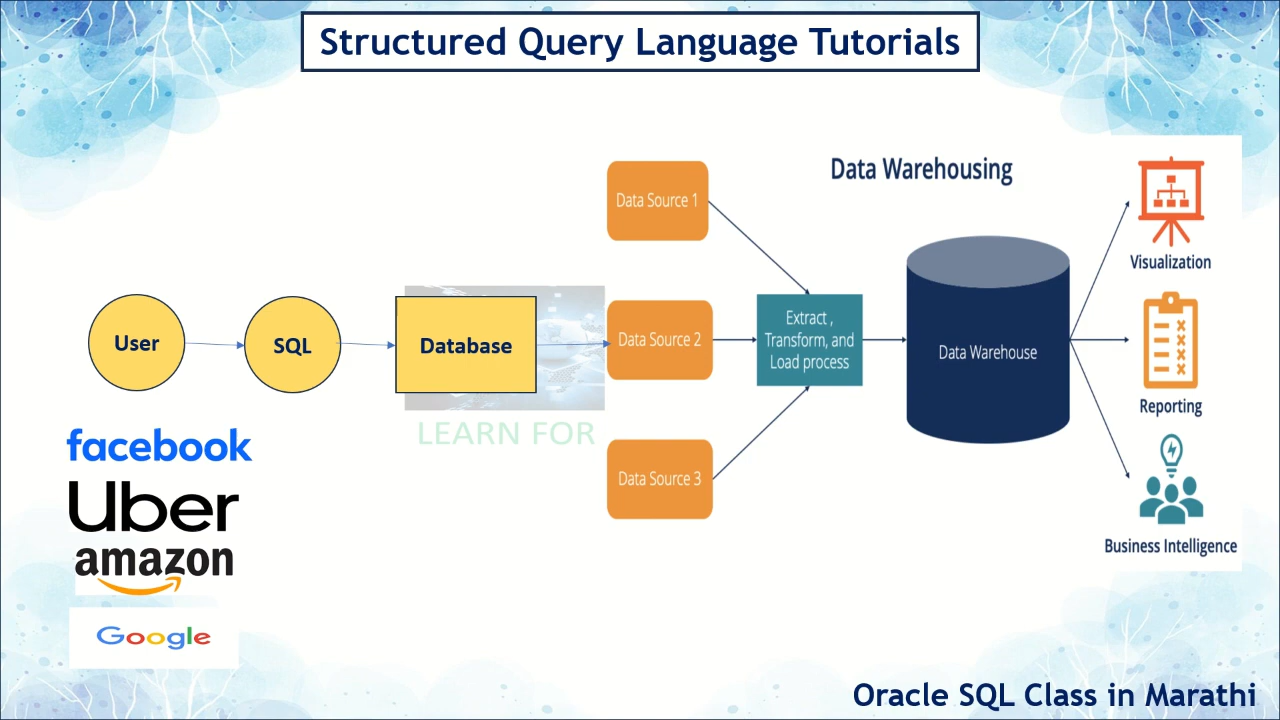 Structured Query Language Tutorials
Data Warehousing
Data Source 1
Visualization
User
SQL
Database
Data Source 2
Extract ,
Transform, and
Load process
Data Warehouse
Reporting
LEARN FOR
Data Source 3
Business Intelligence
facebook
Uber
amazon
Google
Oracle SQL Class in Marathi